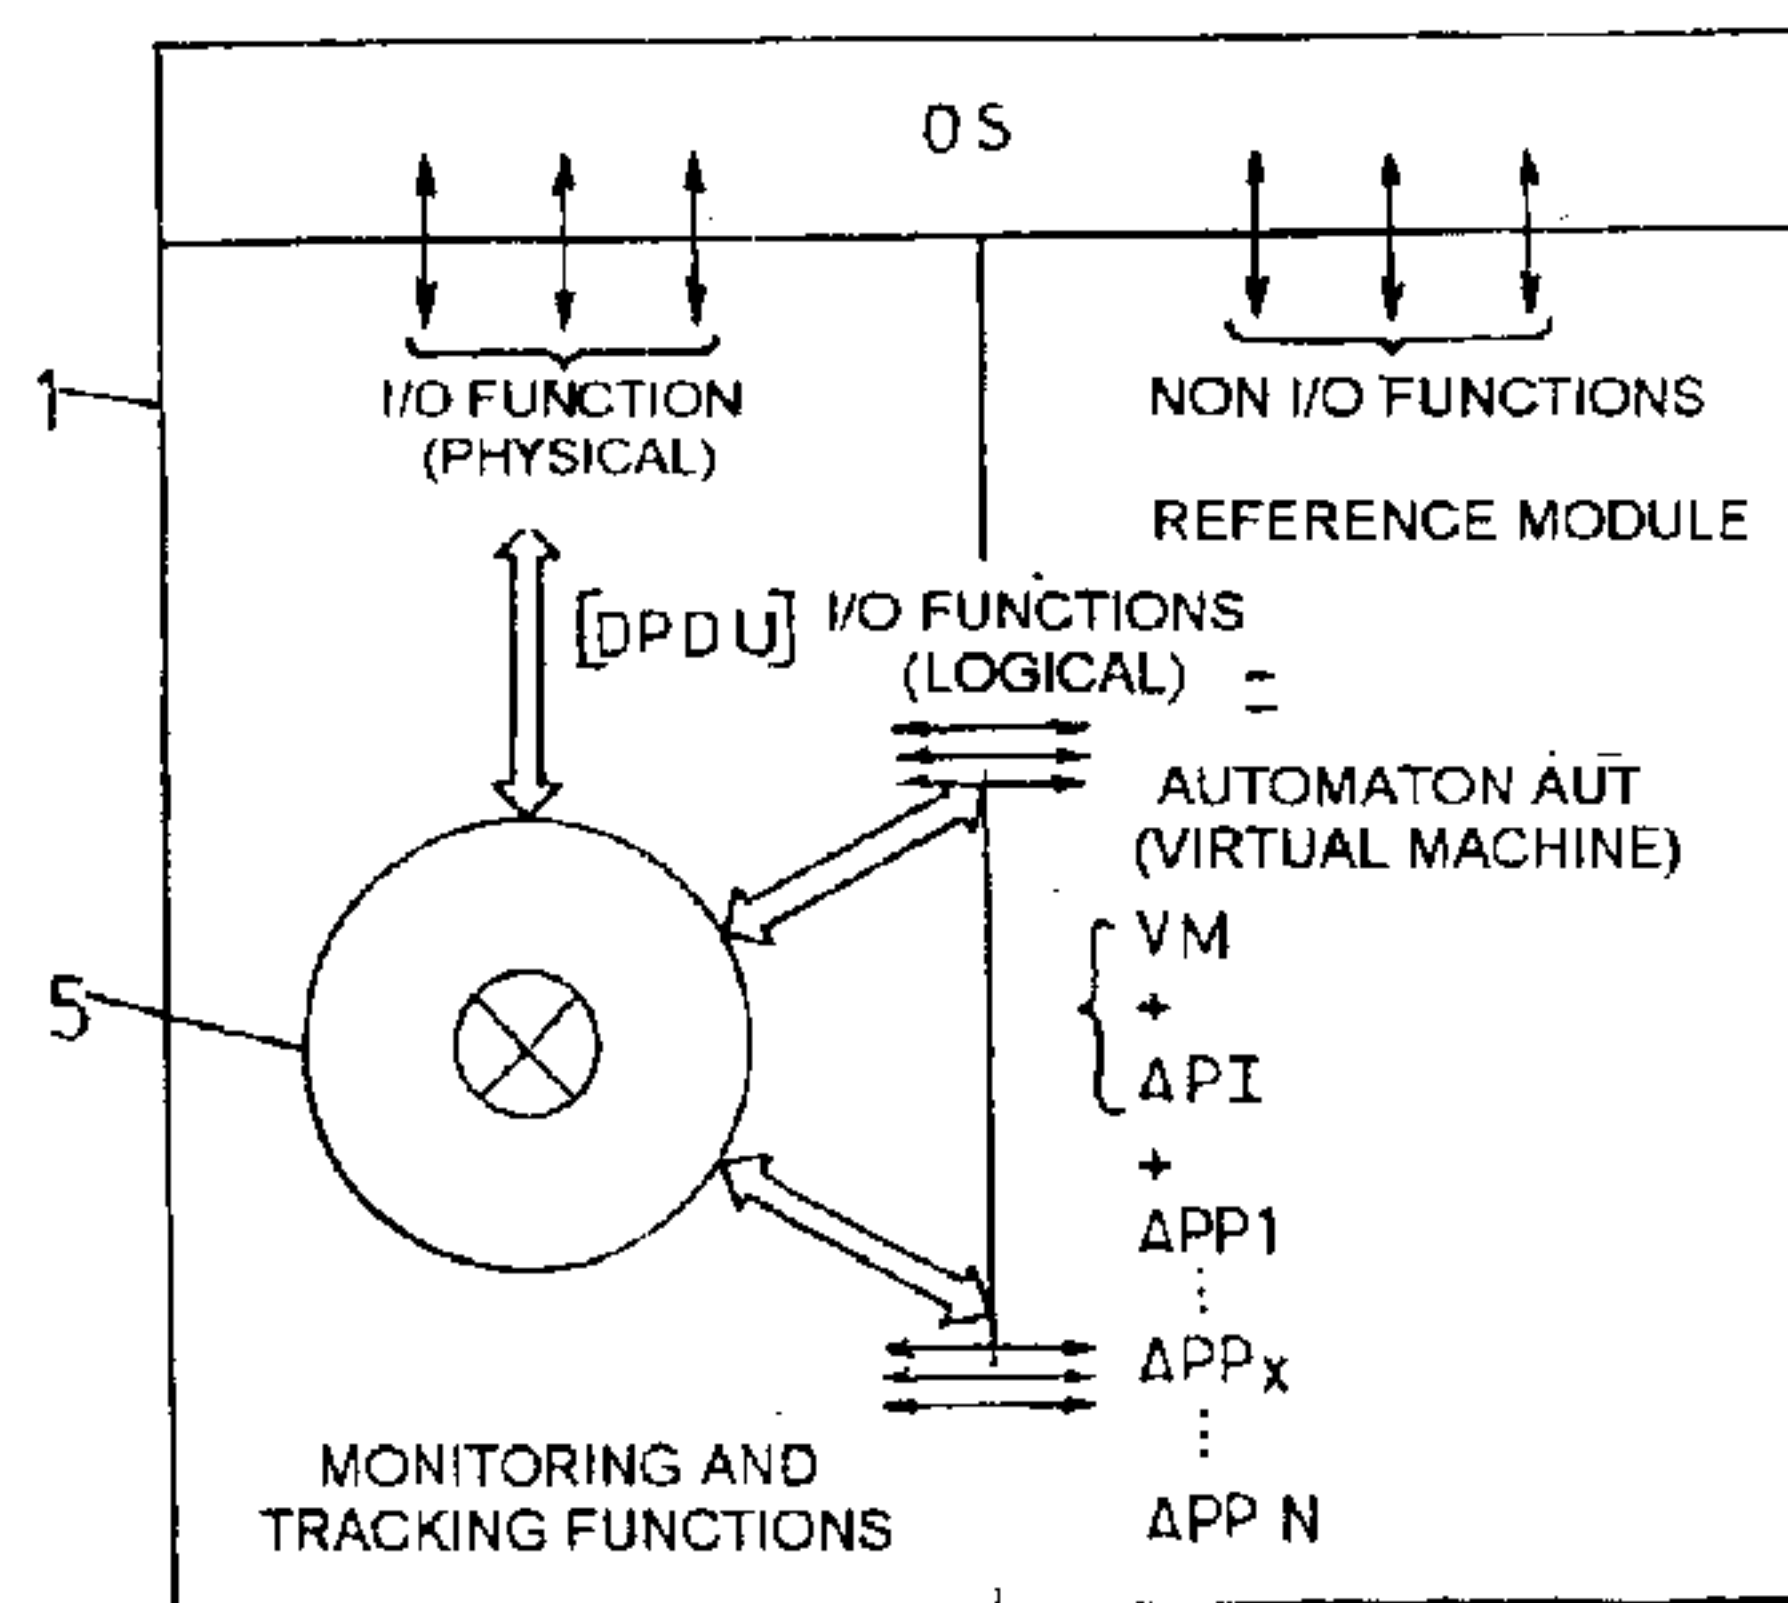 OS
1
I/O FUNCTION
(PHYSICAL)
NON I/O FUNCTIONS
REFERENCE MODULE
[DPDU]
I/O FUNCTIONS
(LOGICAL)
=
AUTOMATON AUT
(VIRTUAL MACHINE)
VM
+
API
+
APP1
⋮
APPx
⋮
APP N
5
MONITORING AND
TRACKING FUNCTIONS